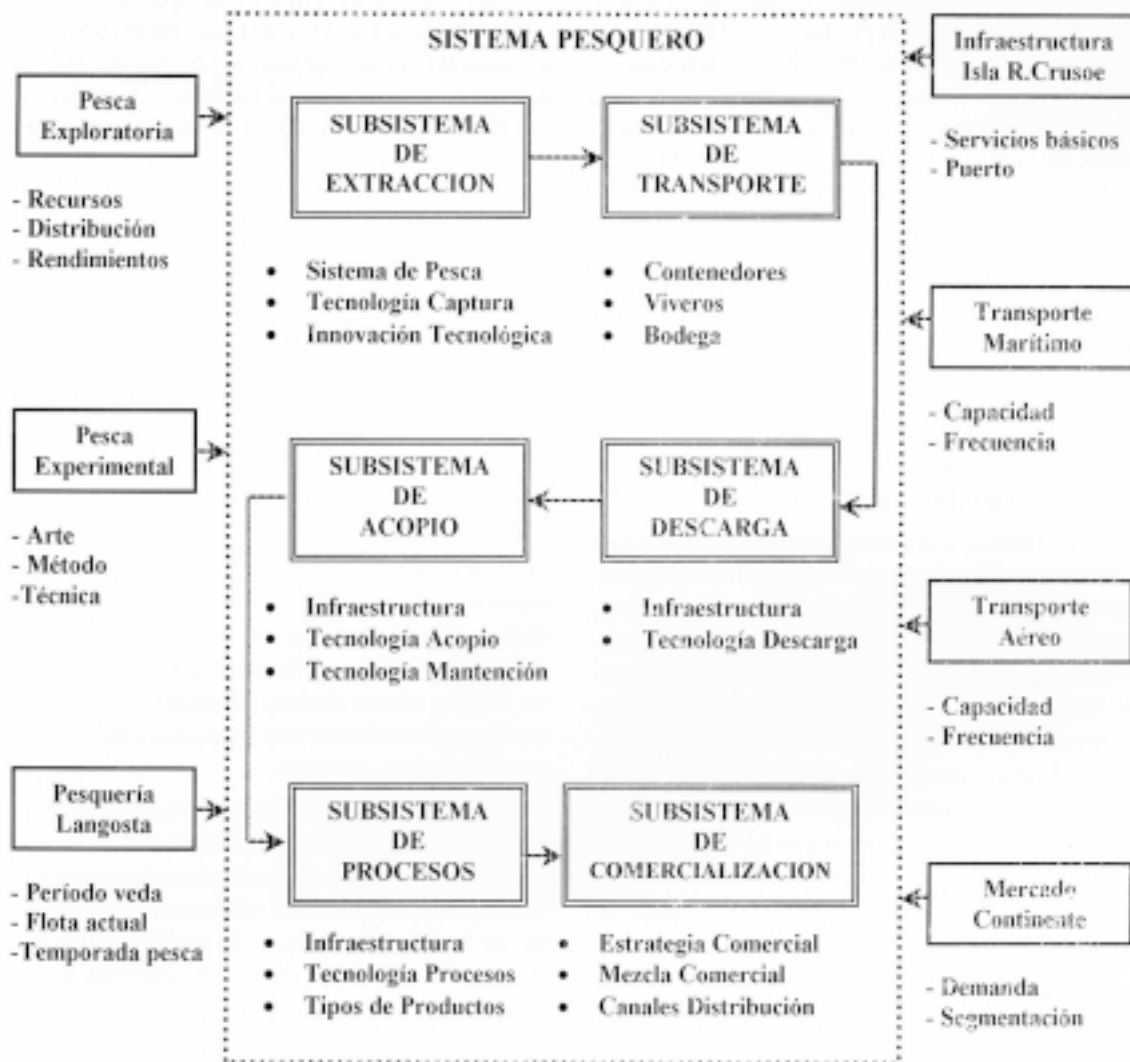 SISTEMA PESQUERO
Pesca
Exploratoria
- Recursos
- Distribución
- Rendimientos
Pesca
Experimental
- Arte
- Método
-Técnica
Pesquería
Langosta
- Período veda
- Flota actual
-Temporada pesca
SUBSISTEMA
DE
EXTRACCION
• Sistema de Pesca
• Tecnología Captura
• Innovación Tecnológica
SUBSISTEMA
DE
TRANSPORTE
• Contenedores
• Viveros
• Bodega
SUBSISTEMA
DE
ACOPIO
• Infraestructura
• Tecnología Acopio
• Tecnología Mantención
SUBSISTEMA
DE
DESCARGA
• Infraestructura
• Tecnología Descarga
SUBSISTEMA
DE
PROCESOS
• Infraestructura
• Tecnología Procesos
• Tipos de Productos
SUBSISTEMA
DE
COMERCIALIZACION
• Estrategia Comercial
• Mezcla Comercial
• Canales Distribución
Infraestructura
Isla R.Crusoe
- Servicios básicos
- Puerto
Transporte
Marítimo
- Capacidad
- Frecuencia
Transporte
Aéreo
- Capacidad
- Frecuencia
Mercado
Continente
- Demanda
- Segmentación